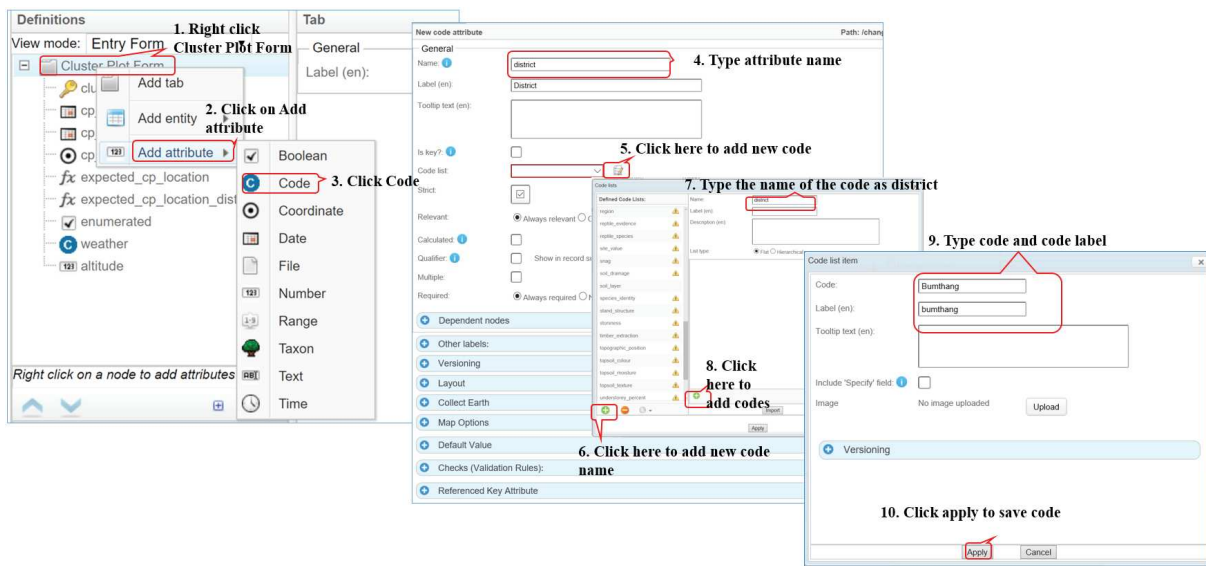 Definitions
Tab
1. Right click
Cluster Plot Form
View mode: Entry Form
General
Label (en):
Cluster Plot Form
clu
cp_
cp_
cp_
expected_cp_location
expected_cp_location_dist
enumerated
weather
altitude
Add tab
Add entity
2. Click on Add
attribute
Add attribute
Boolean
Code
3. Click Code
Coordinate
Date
File
Number
Range
Taxon
Text
Time
Right click on a node to add attributes
New code attribute
Path: /chang
General
Name:
district
4. Type attribute name
Label (en):
District
Tooltip text (en):
Is key?:
5. Click here to add new code
Code list:
Strict:
Relevant:
Always relevant
Calculated:
Qualifier:
Show in record su
Multiple:
Required:
Always required
Dependent nodes
Other labels:
Versioning
Layout
Collect Earth
Map Options
Default Value
Checks (Validation Rules):
Referenced Key Attribute
Code lists
7. Type the name of the code as district
Defined Code Lists:
Name:
district
Label (en):
Description (en):
List type:
Flat
Hierarchical
region
reptile_evidence
reptile_species
site_value
snag
soil_drainage
soil_layer
species_identity
stand_structure
stoniness
timber_extraction
topographic_position
topsoil_colour
topsoil_moisture
topsoil_texture
understorey_percent
8. Click
here to
add codes
Import
Apply
6. Click here to add new code
name
9. Type code and code label
Code list item
Code:
Bumthang
Label (en):
bumthang
Tooltip text (en):
Include 'Specify' field:
Image
No image uploaded
Upload
Versioning
10. Click apply to save code
Apply
Cancel